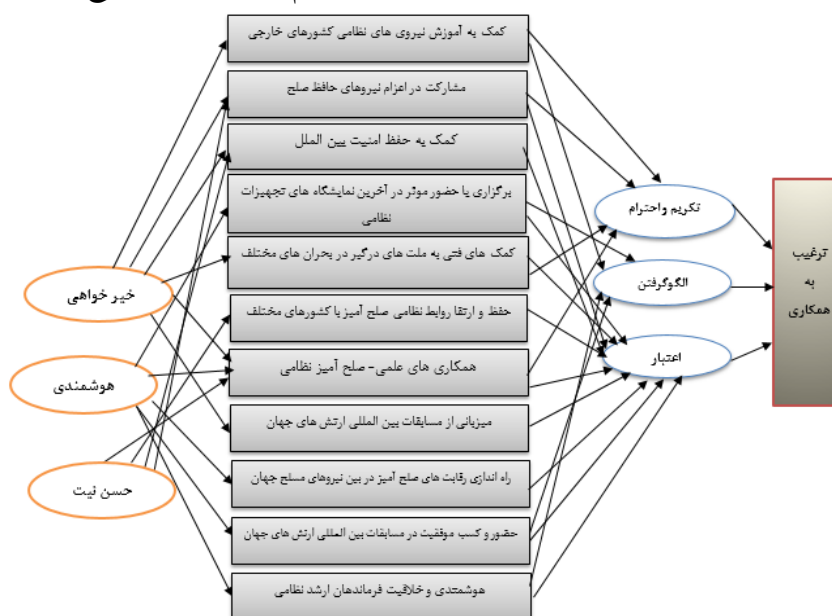 کمک به آموزش نیروی های نظامی کشورهای خارجی
مشارکت در اعزام نیروهای حافظ صلح
کمک به حفظ امنیت بین الملل
برگزاری یا حضور موثر در آخرین نمایشگاه های تجهیزات
نظامی
کمک های فنی به ملت های درگیر در بحران های مختلف
حفظ و ارتقا روابط نظامی صلح آمیز با کشورهای مختلف
همکاری های علمی- صلح آمیز نظامی
میزبانی از مسابقات بین المللی ارتش های جهان
راه اندازی رقابت های صلح آمیز در بین نیروهای مسلح جهان
حضور و کسب موفقیت در مسابقات بین المللی ارتش های جهان
هوشمندی و خلاقیت فرماندهان ارشد نظامی
تکریم واحترام
الگوگرفتن
اعتبار
ترغیب
به
همکاری
خیر خواهی
هوشمندی
حسن نیت